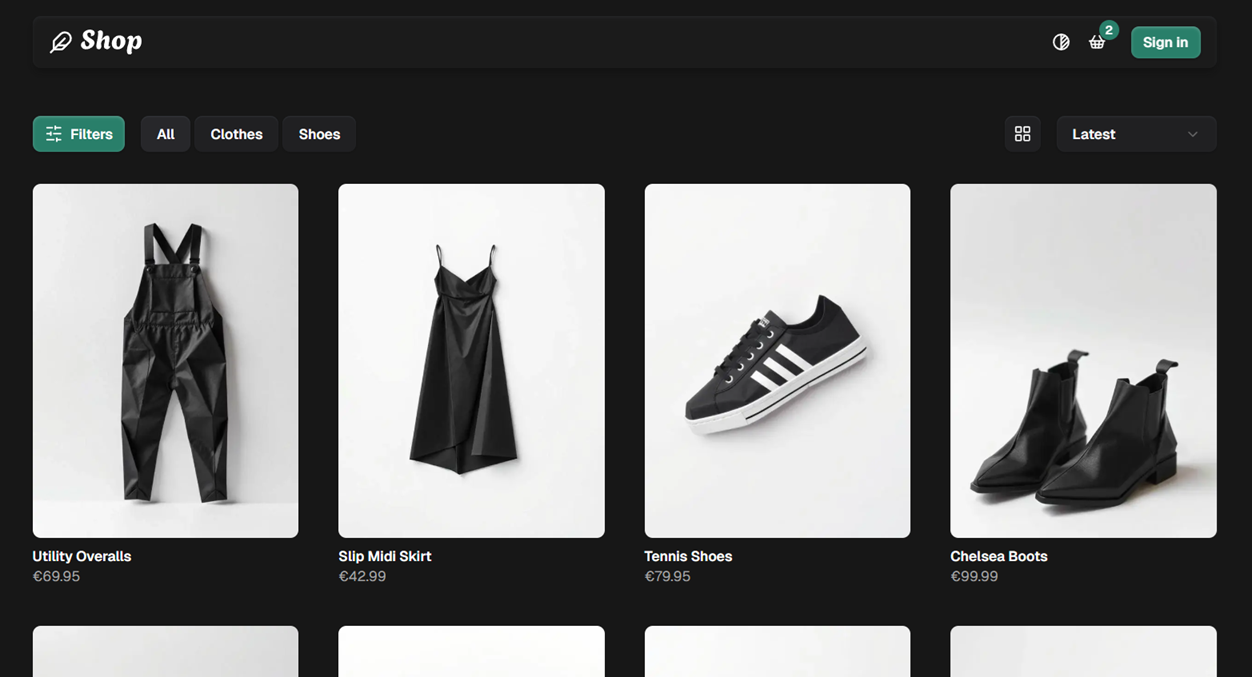 Shop
2
Sign in
Filters
All
Clothes
Shoes
Latest
Utility Overalls
€69.95
Slip Midi Skirt
€42.99
Tennis Shoes
€79.95
Chelsea Boots
€99.99